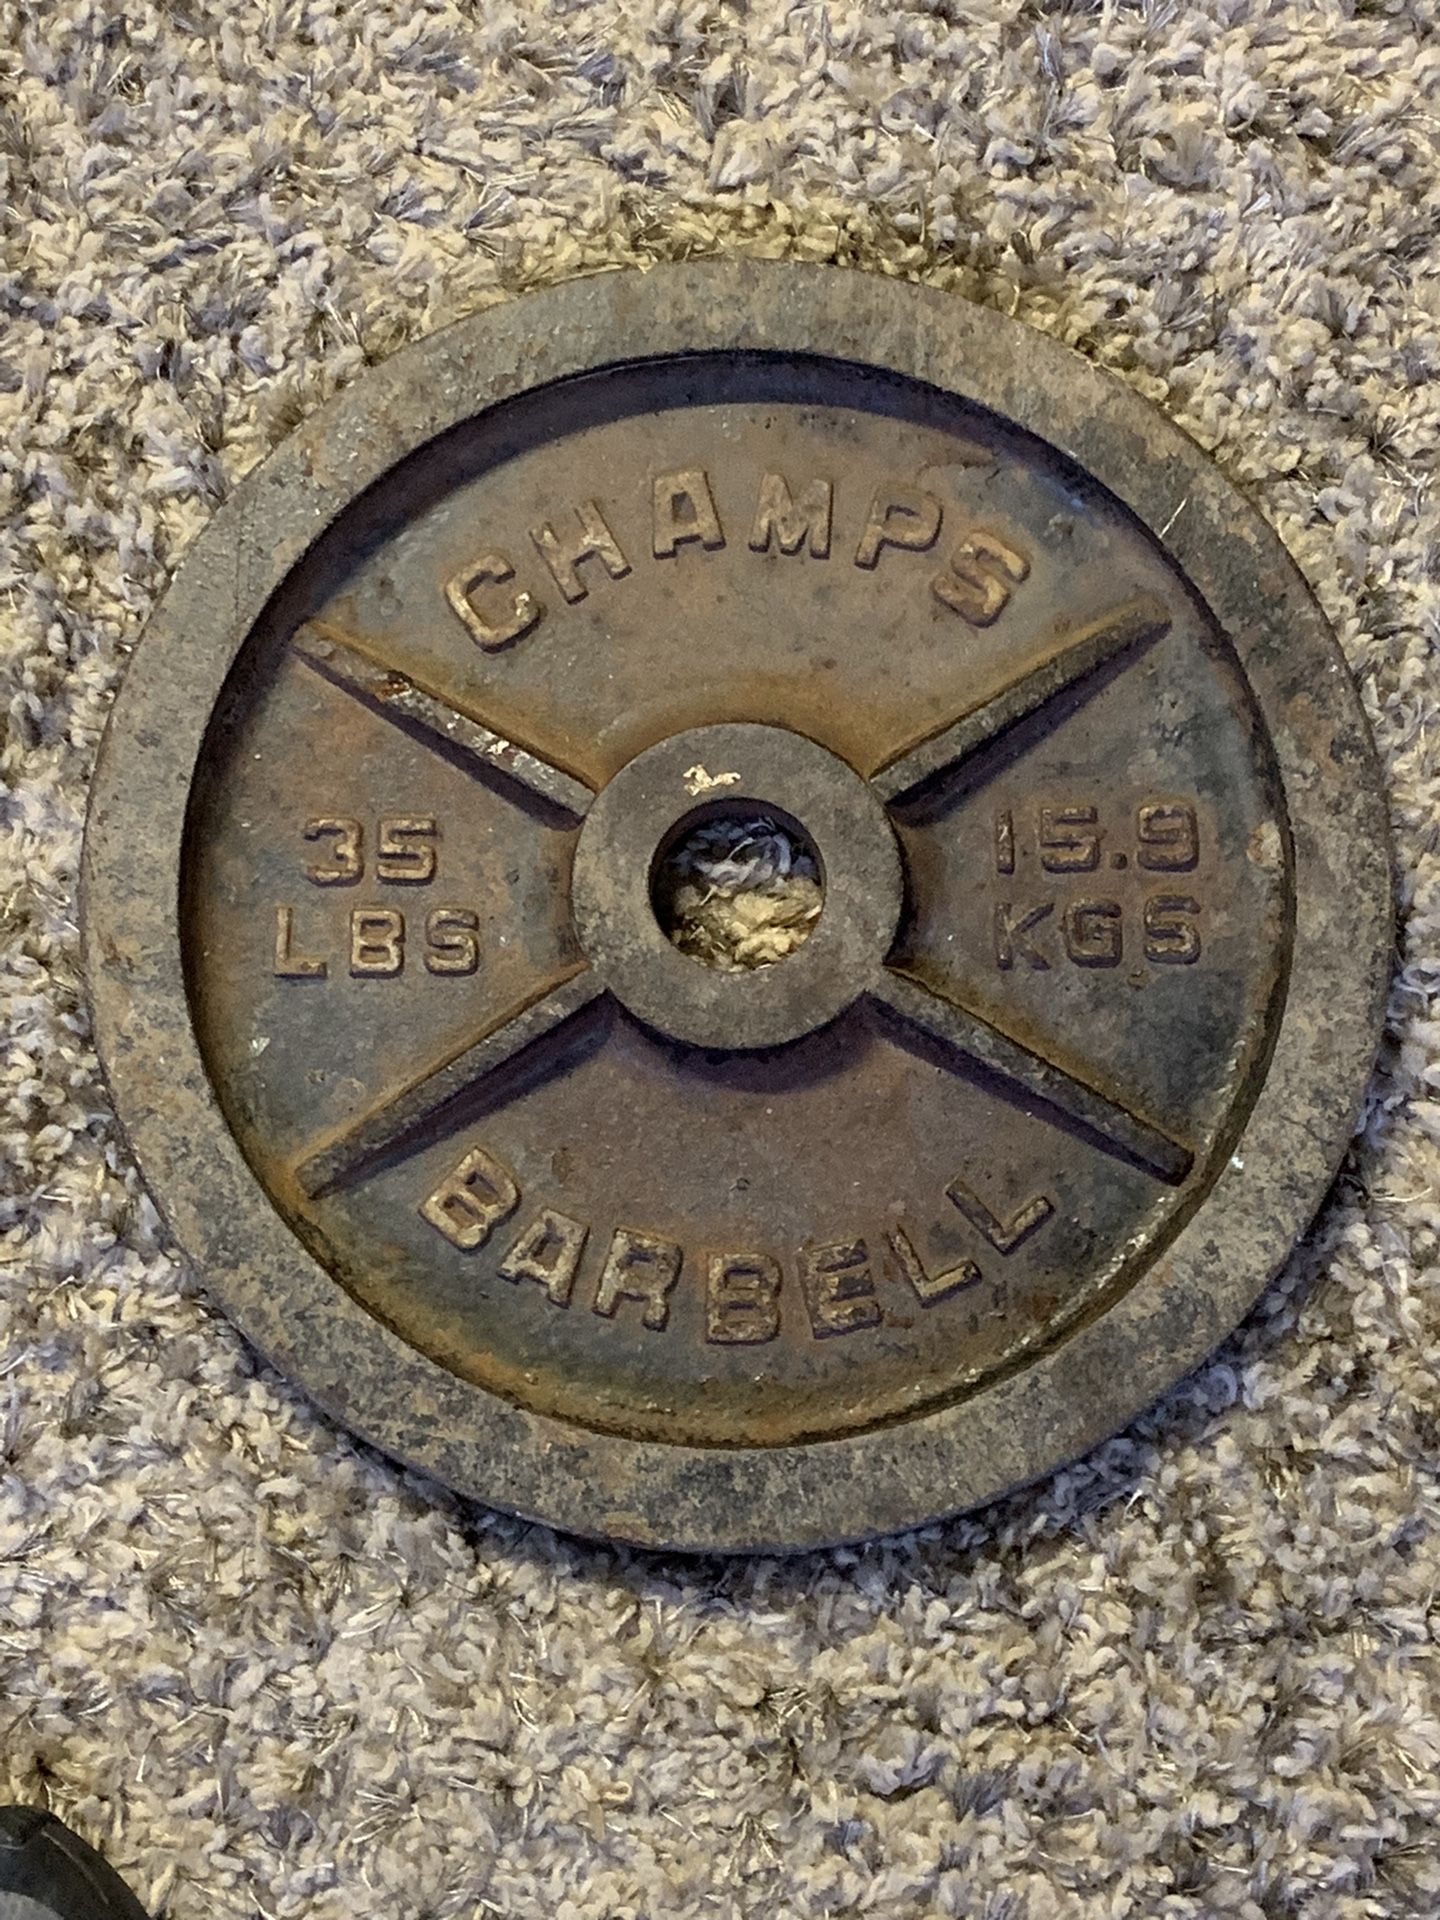 CHAMPS
35
LBS
15.9
KGS
BARBELL